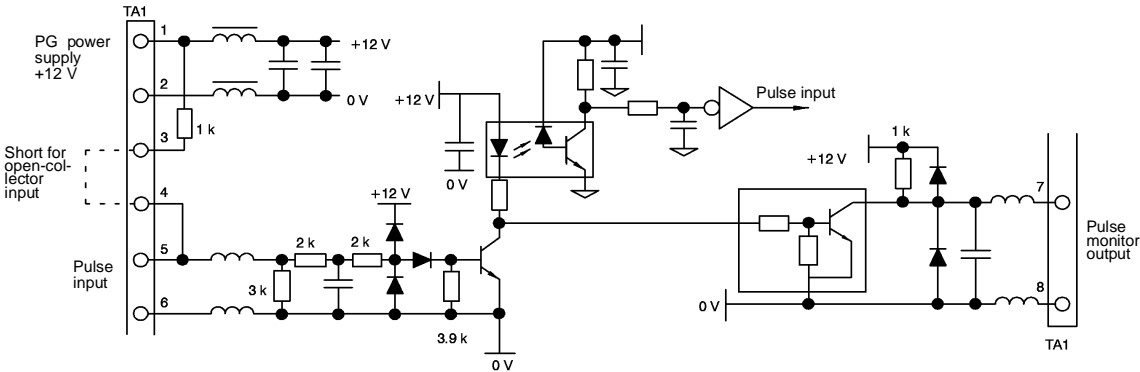 TA1
1
PG power
supply
+12 V
+12 V
2
0 V
1 k
3
Short for
open-col-
lector
input
4
+12 V
5
2 k
2 k
Pulse
input
3 k
6
3.9 k
0 V
+12 V
0 V
Pulse input
1 k
+12 V
7
Pulse
monitor
output
8
0 V
TA1